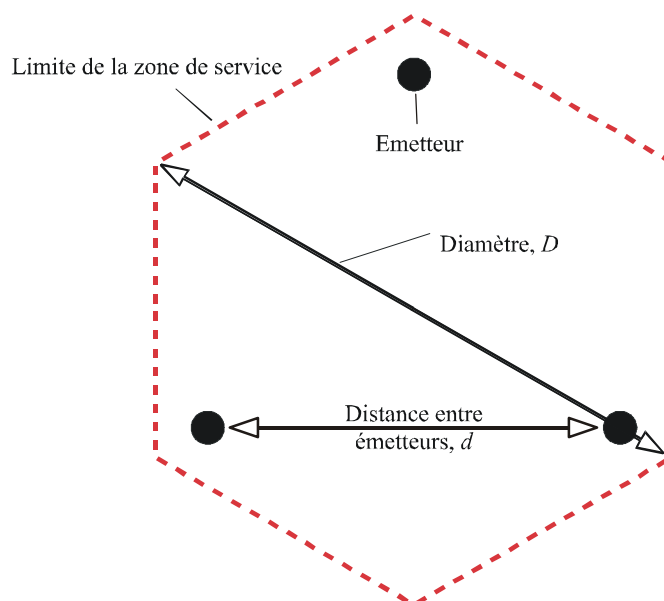 Limite de la zone de service
Emetteur
Diamètre, D
Distance entre
émetteurs, d